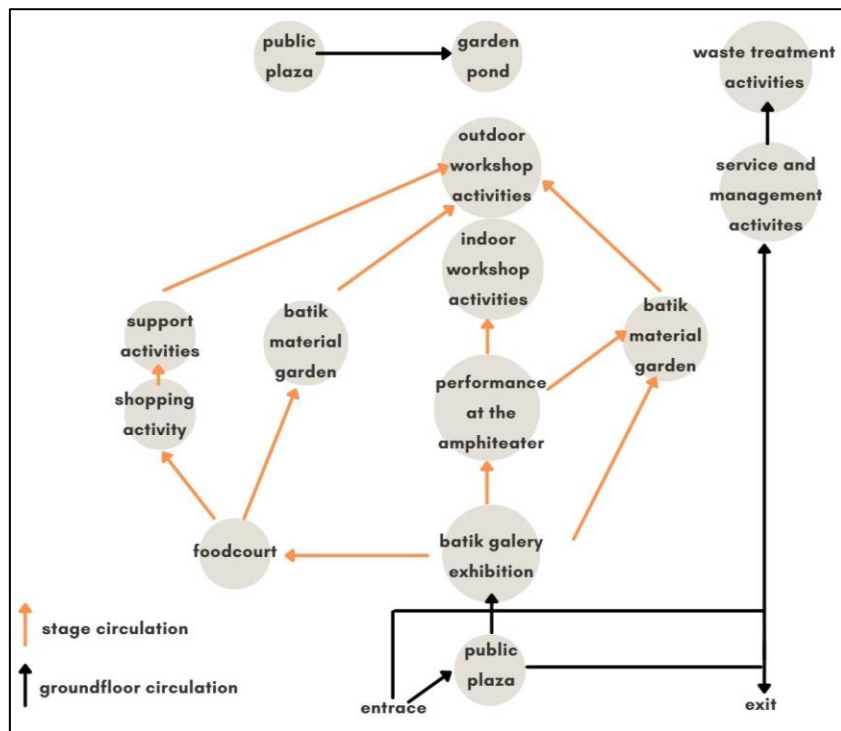 public
plaza
garden
pond
waste treatment
activities
outdoor
workshop
activities
service and
management
activites
indoor
workshop
activities
support
activities
batik
material
garden
batik
material
garden
shopping
activity
performance
at the
amphiteater
foodcourt
batik galery
exhibition
stage circulation
public
plaza
groundfloor circulation
entrace
exit